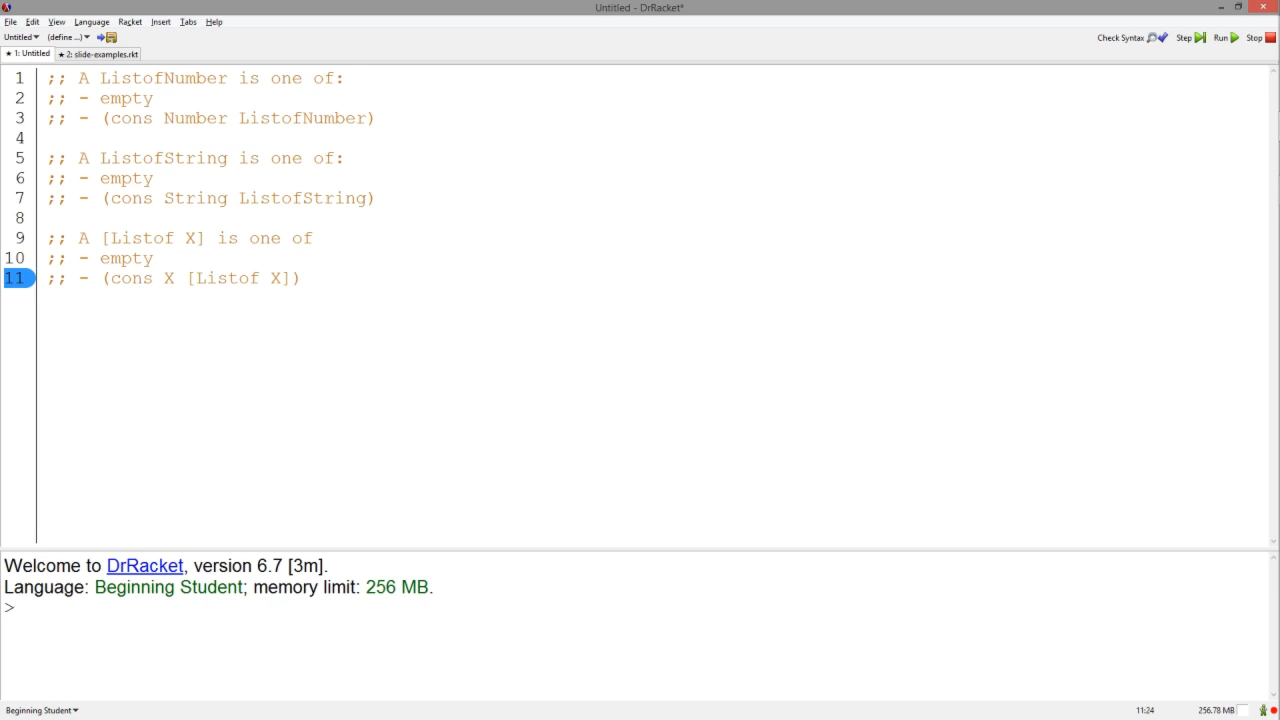 Untitled - DrRacket*
File Edit View Language Racket Insert Tabs Help
Untitled (define ...) Check Syntax Step Run Stop
★ 1: Untitled ★ 2: slide-examples.rkt
1 ;; A ListofNumber is one of:
2 ;; - empty
3 ;; - (cons Number ListofNumber)
4
5 ;; A ListofString is one of:
6 ;; - empty
7 ;; - (cons String ListofString)
8
9 ;; A [Listof X] is one of
10 ;; - empty
11 ;; - (cons X [Listof X])
Welcome to DrRacket, version 6.7 [3m].
Language: Beginning Student; memory limit: 256 MB.
>
Beginning Student 11:24 256.78 MB